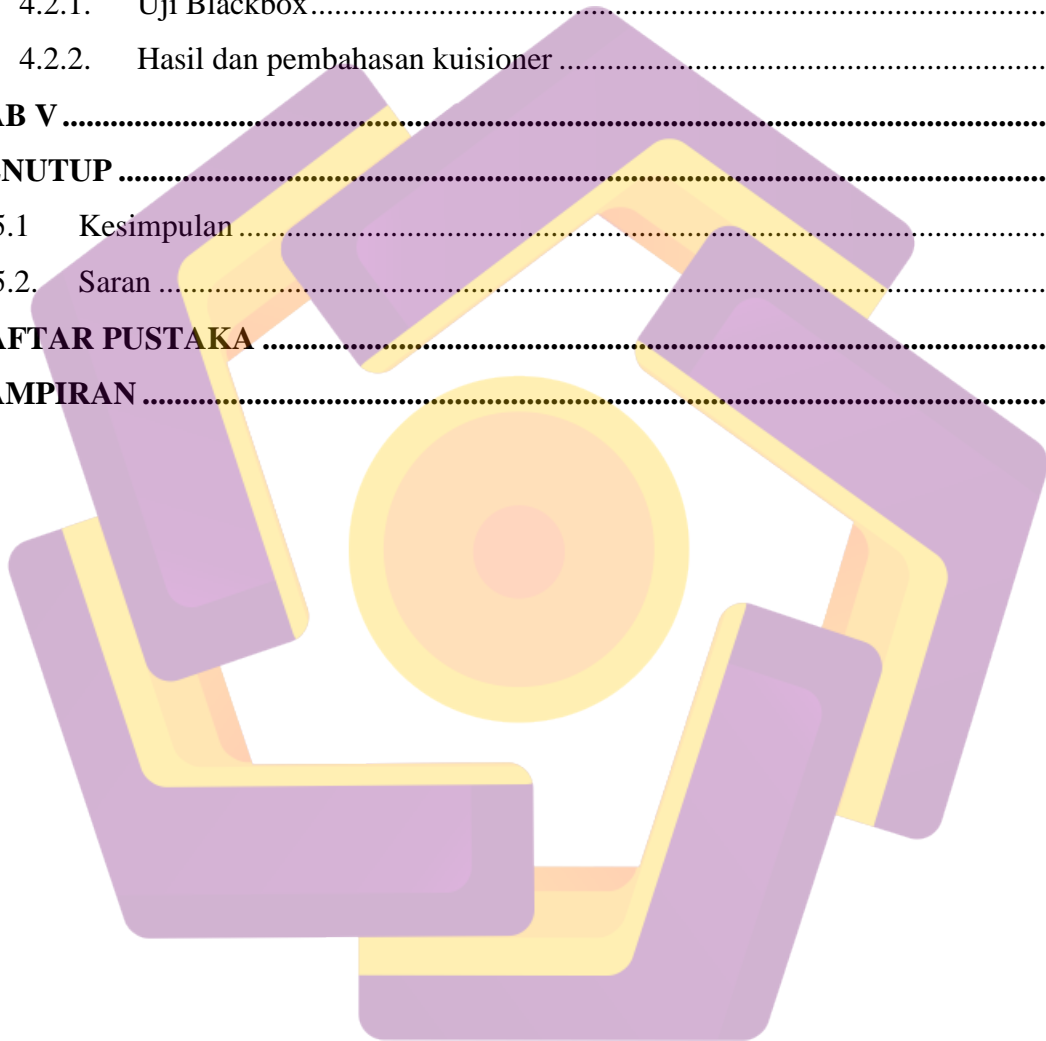 4.2.1. Uji Blackbox..........................................................................................
4.2.2. Hasil dan pembahasan kuisioner ............................................................
AB V..........................................................................................................................
NUTUP ...................................................................................................................
5.1 Kesimpulan ....................................................................................................
5.2. Saran ..............................................................................................................
AFTAR PUSTAKA .................................................................................................
AMPIRAN ................................................................................................................